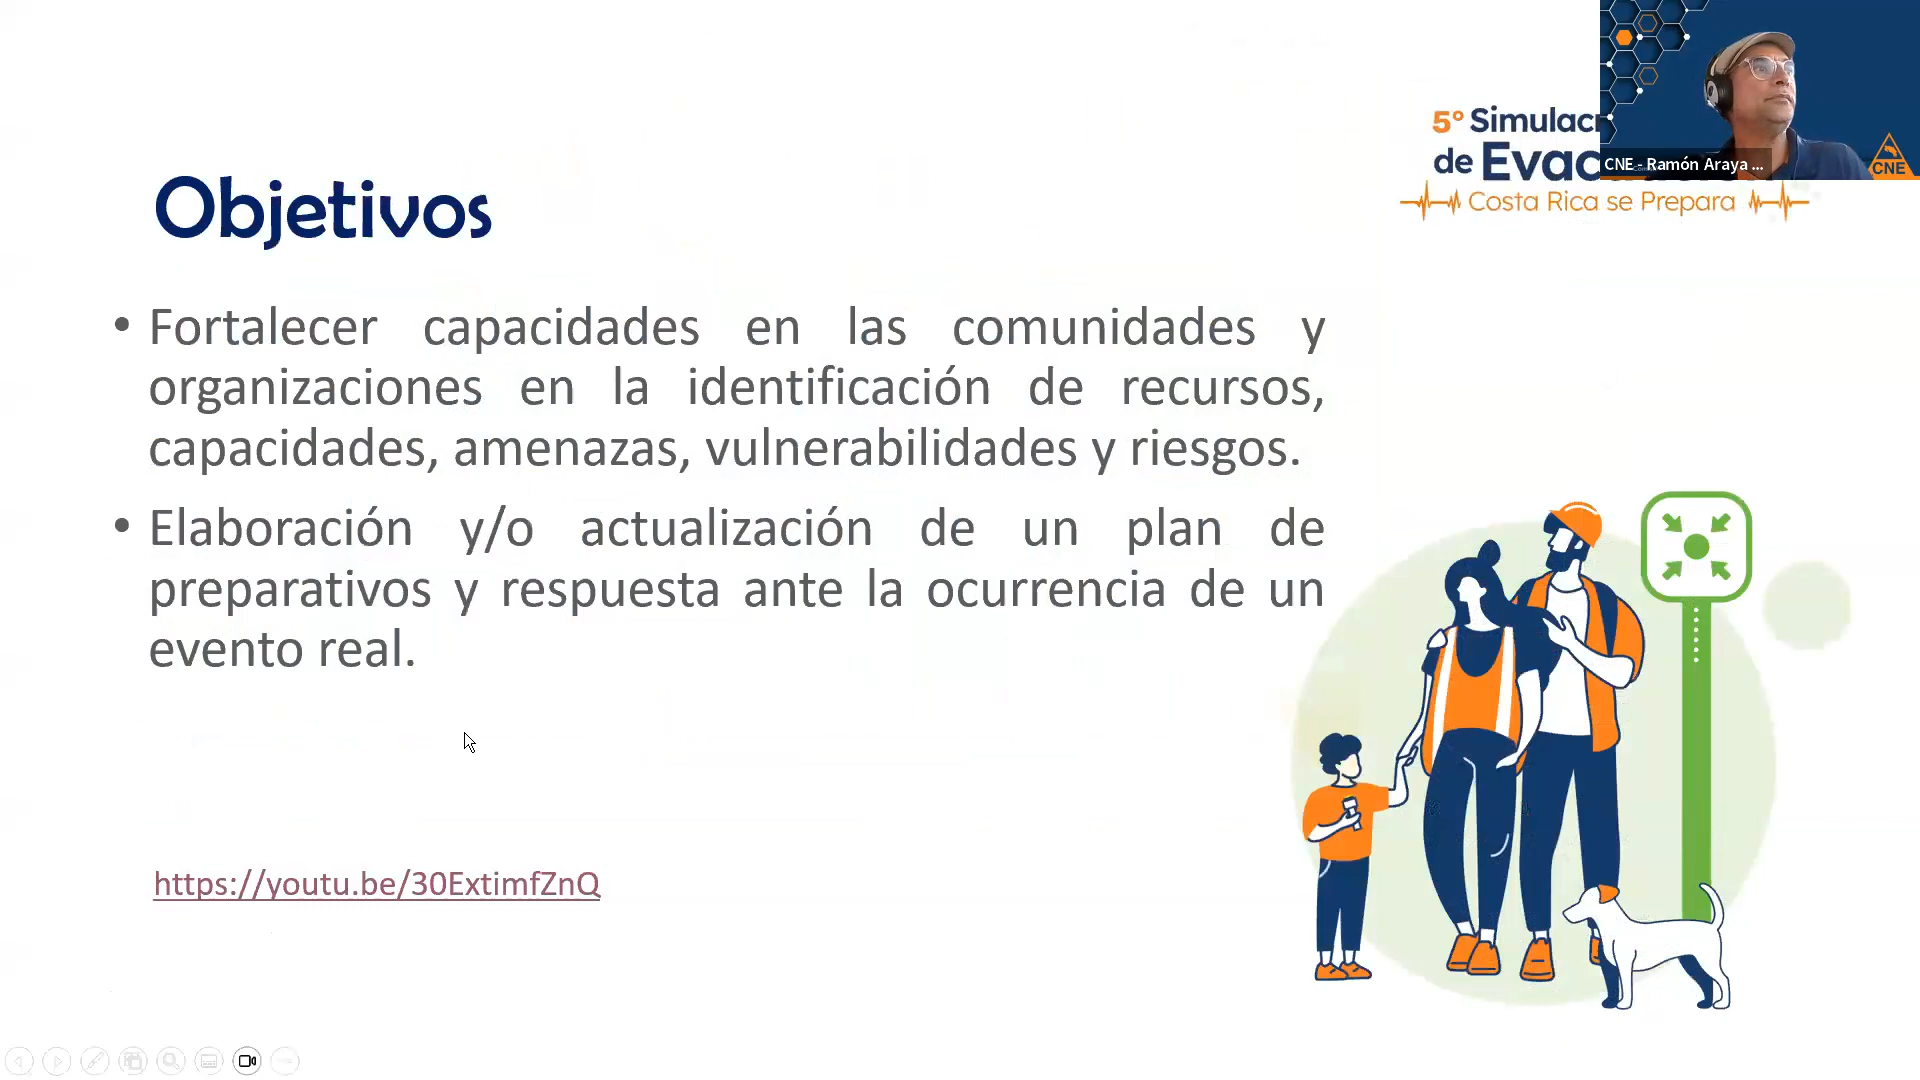 5° Simulacr
de Evac
Costa Rica se Prepara
CNE - Ramón Araya ...
CNE
Objetivos
• Fortalecer capacidades en las comunidades y
organizaciones en la identificación de recursos,
capacidades, amenazas, vulnerabilidades y riesgos.
• Elaboración y/o actualización de un plan de
preparativos y respuesta ante la ocurrencia de un
evento real.
https://youtu.be/30ExtimfZnQ